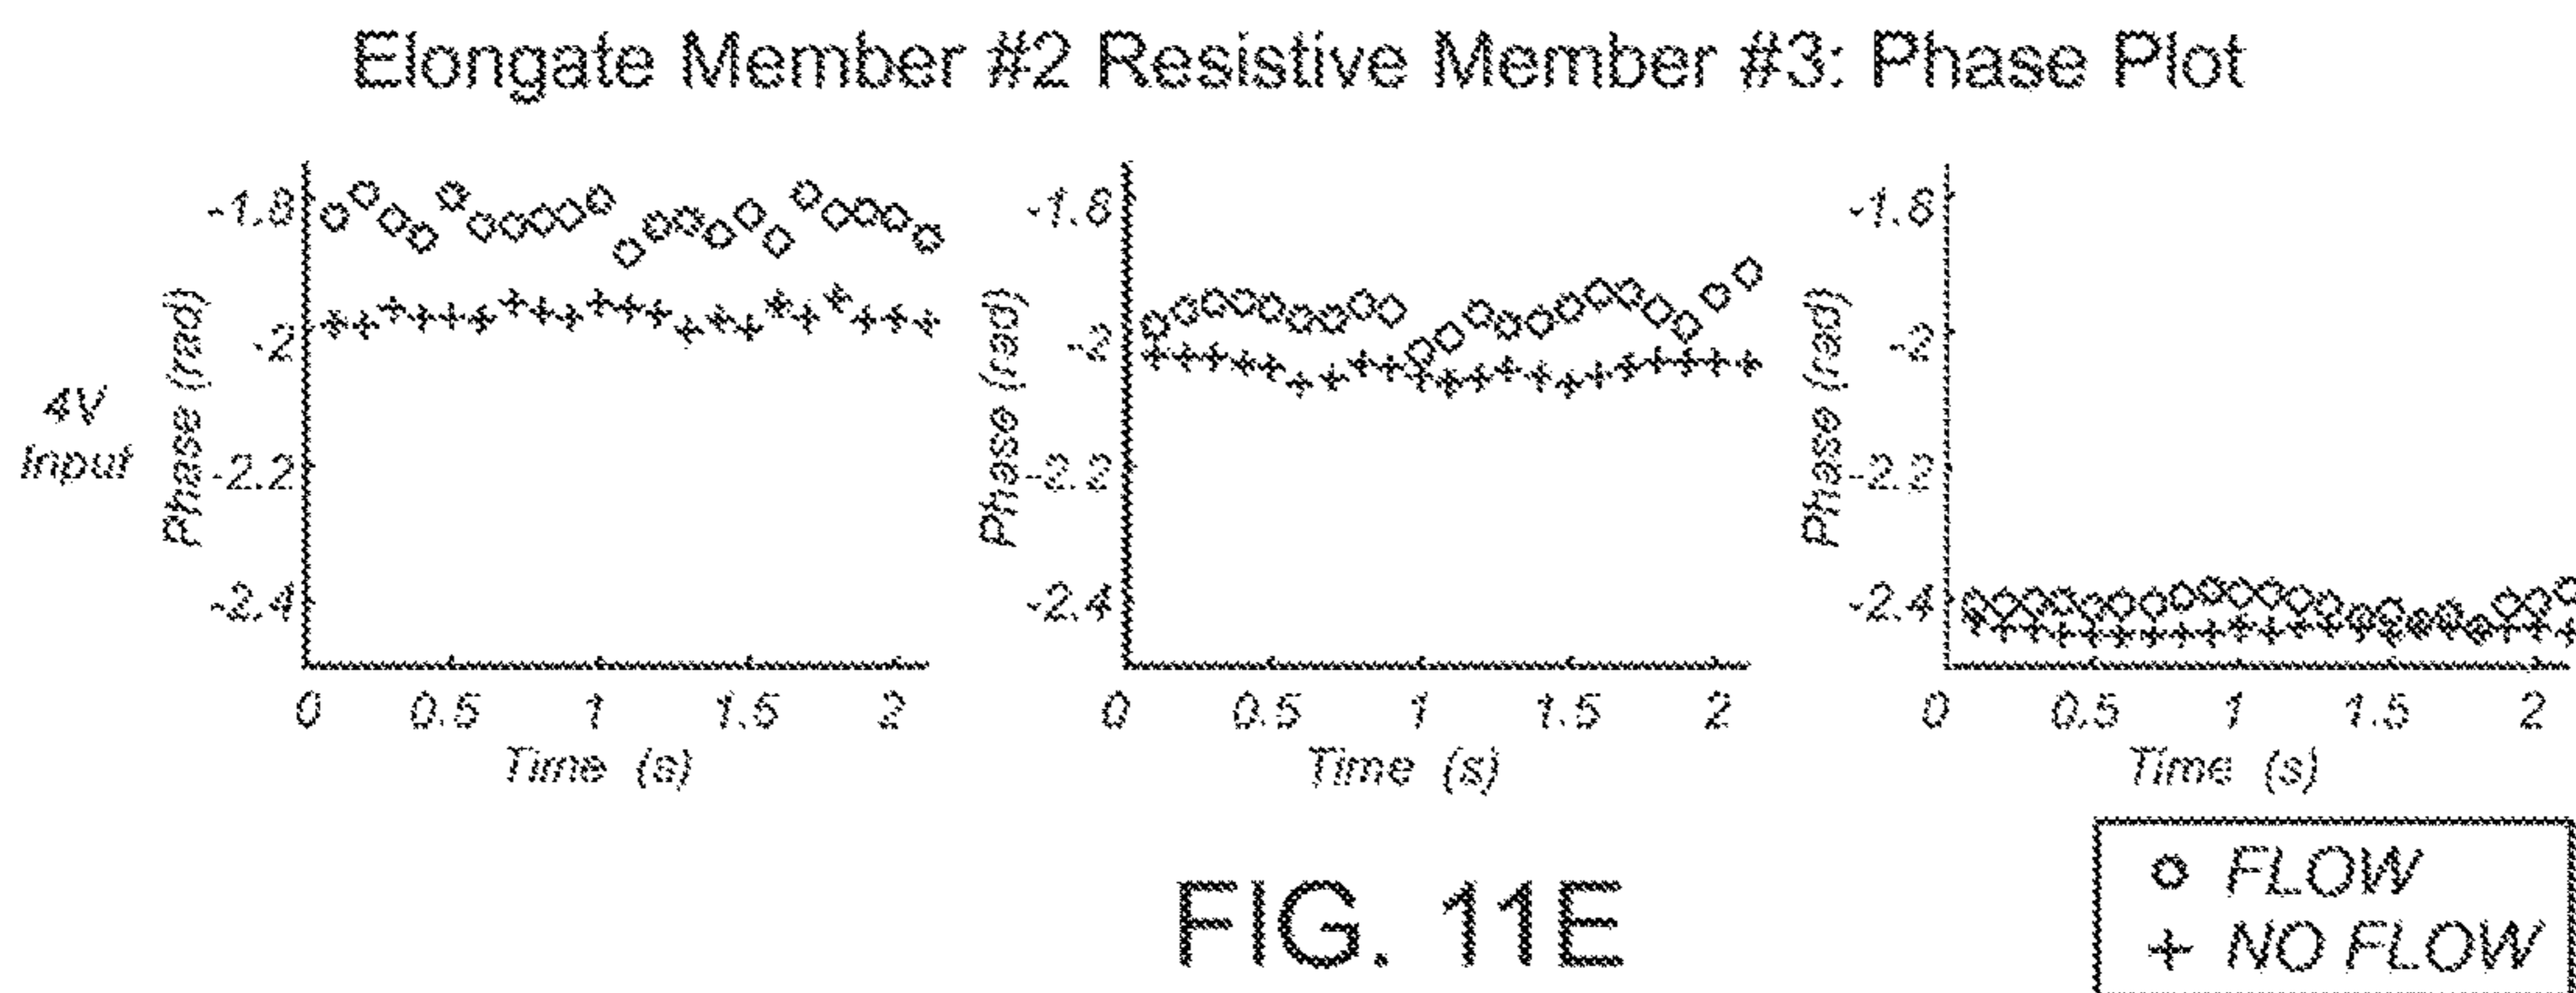 Elongate Member #2 Resistive Member #3: Phase Plot
4V
Input
Phase (rad)
-1.8
-2
-2.2
-2.4
0 0.5 1 1.5 2
Time (s)
Phase (rad)
-1.8
-2
-2.2
-2.4
0 0.5 1 1.5 2
Time (s)
Phase (rad)
-1.8
-2
-2.2
-2.4
0 0.5 1 1.5 2
Time (s)
FLOW
+ NO FLOW
FIG. 11E